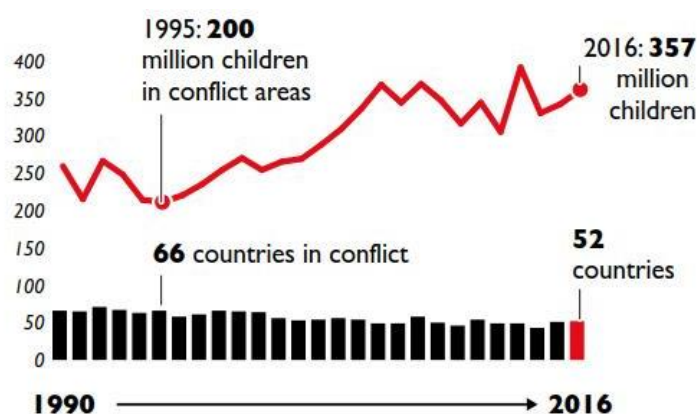 1995: 200
million children
in conflict areas
2016: 357
million
children
400
350
300
250
200
150
100
50
0
66 countries in conflict
52
countries
1990
2016